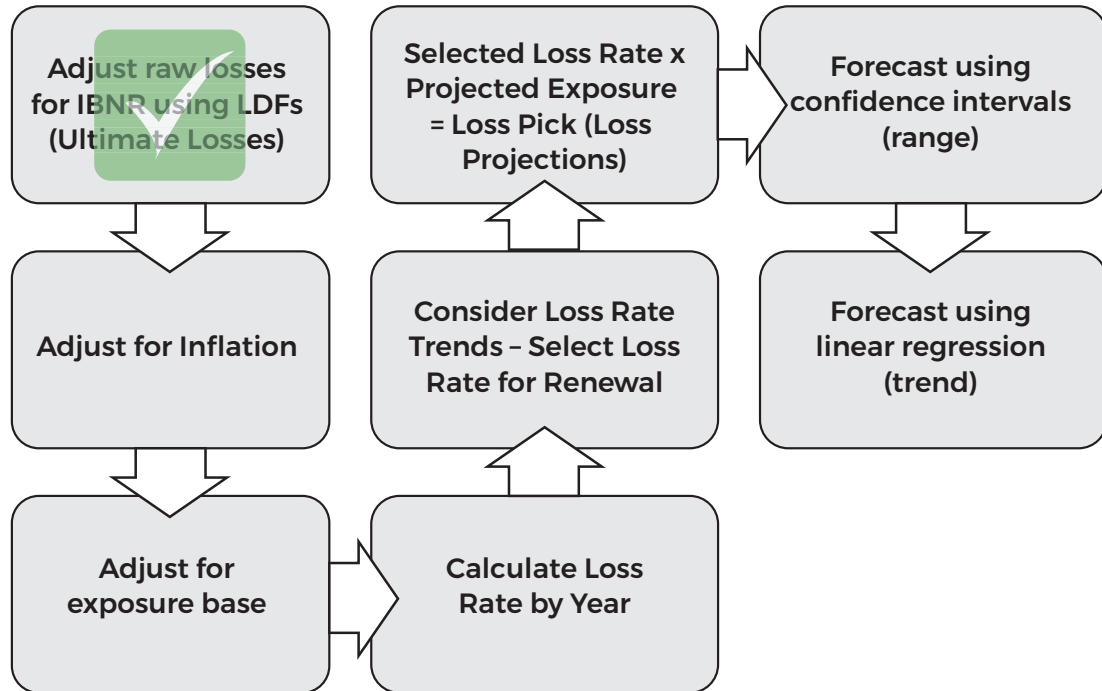 Adjust raw losses
for IBNR using LDFs
(Ultimate Losses)
Adjust for Inflation
Adjust for
exposure base
Calculate Loss
Rate by Year
Consider Loss Rate
Trends – Select Loss
Rate for Renewal
Selected Loss Rate x
Projected Exposure
= Loss Pick (Loss
Projections)
Forecast using
confidence intervals
(range)
Forecast using
linear regression
(trend)